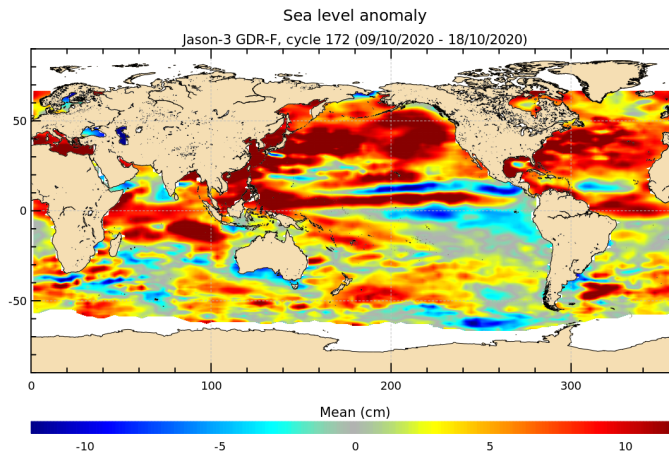 Sea level anomaly
Jason-3 GDR-F, cycle 172 (09/10/2020 - 18/10/2020)
50
0
-50
0 100 200 300
Mean (cm)
-10 -5 0 5 10